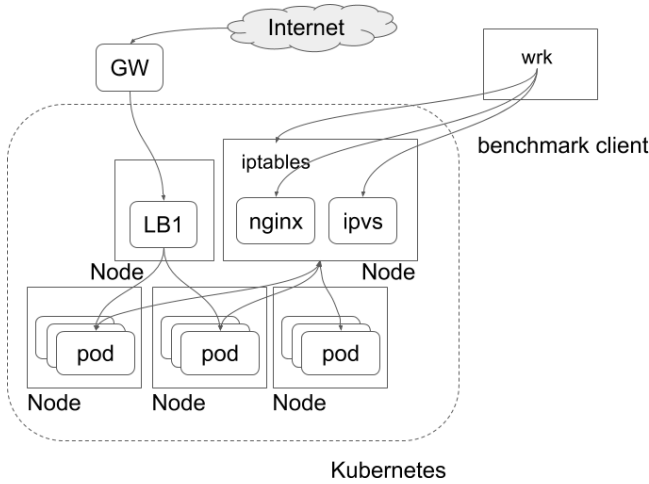 Internet
GW
wrk
benchmark client
iptables
LB1
nginx
ipvs
Node
Node
pod
pod
pod
Node
Node
Node
Kubernetes